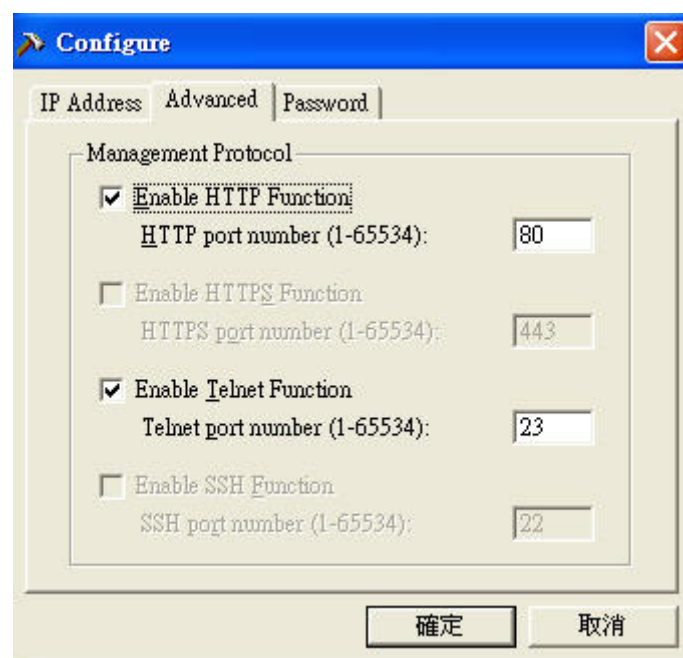 Configure
IP Address Advanced Password
Management Protocol
Enable HTTP Function
HTTP port number (1-65534): 80
Enable HTTPS Function
HTTPS port number (1-65534): 443
Enable Telnet Function
Telnet port number (1-65534): 23
Enable SSH Function
SSH port number (1-65534): 22
確定 取消